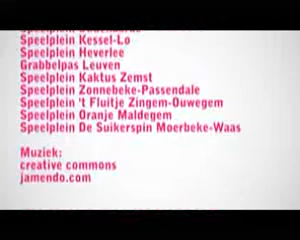 Speelplein Kessel-Lo
Speelplein Heverlee
Grabbelpas Leuven
Speelplein Kaktus Zemst
Speelplein Zonnebeke-Passendale
Speelplein 't Fluitje Zingem-Ouwegem
Speelplein Oranje Maldegem
Speelplein De Suikerspin Moerbeke-Waas
Muziek:
creative commons
jamendo.com